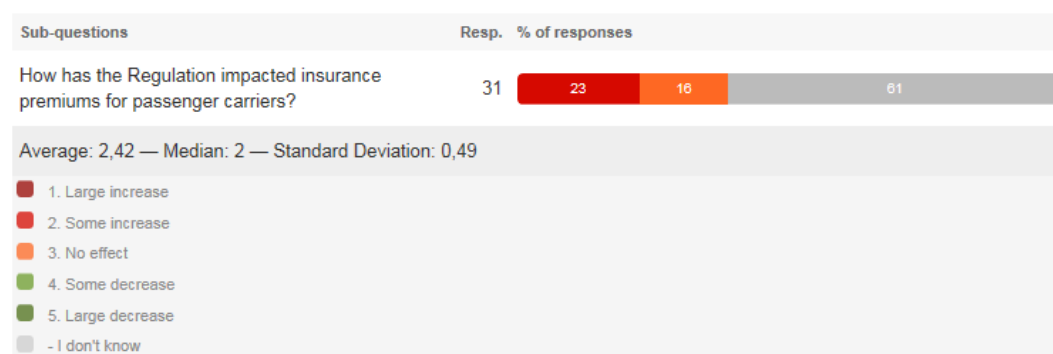 Sub-questions Resp. % of responses
How has the Regulation impacted insurance
premiums for passenger carriers? 31 23 16 61
Average: 2,42 — Median: 2 — Standard Deviation: 0,49
1. Large increase
2. Some increase
3. No effect
4. Some decrease
5. Large decrease
- I don't know